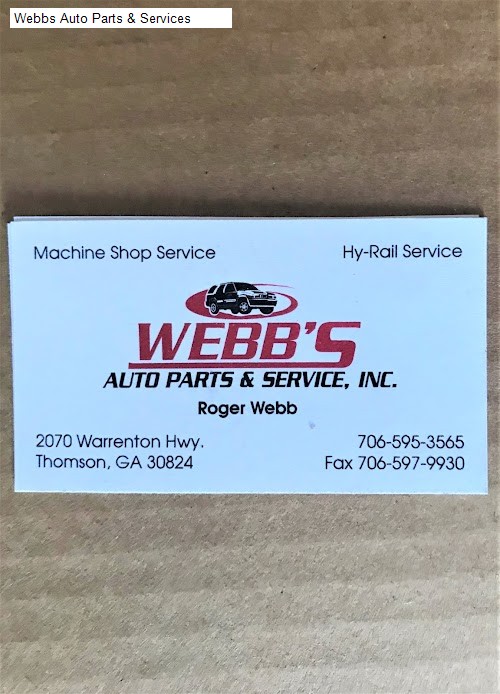 Webbs Auto Parts & Services
Machine Shop Service
Hy-Rail Service
WEBB'S
AUTO PARTS & SERVICE, INC.
Roger Webb
2070 Warrenton Hwy.
706-595-3565
Thomson, GA 30824
Fax 706-597-9930